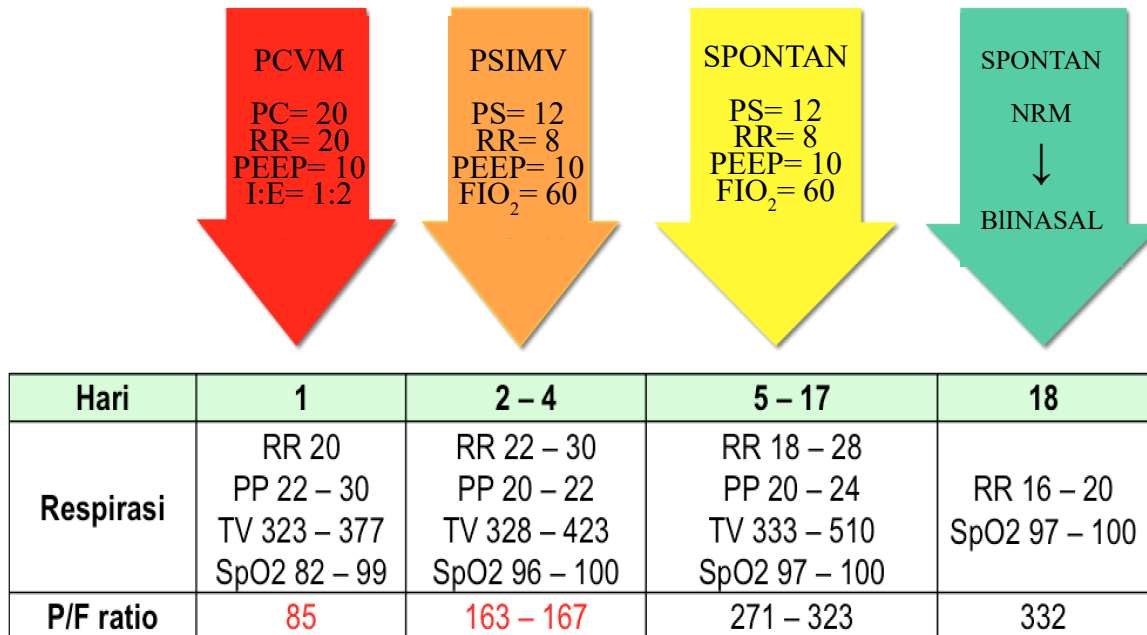 PCVM
PC= 20
RR= 20
PEEP= 10
I:E= 1:2
PSIMV
PS= 12
RR= 8
PEEP= 10
FIO₂= 60
SPONTAN
PS= 12
RR= 8
PEEP= 10
FIO₂= 60
SPONTAN
NRM
↓
BlINASAL
Hari 1 2 – 4 5 – 17 18
Respirasi
RR 20
PP 22 – 30
TV 323 – 377
SpO2 82 – 99
RR 22 – 30
PP 20 – 22
TV 328 – 423
SpO2 96 – 100
RR 18 – 28
PP 20 – 24
TV 333 – 510
SpO2 97 – 100
RR 16 – 20
SpO2 97 – 100
P/F ratio 85 163 – 167 271 – 323 332